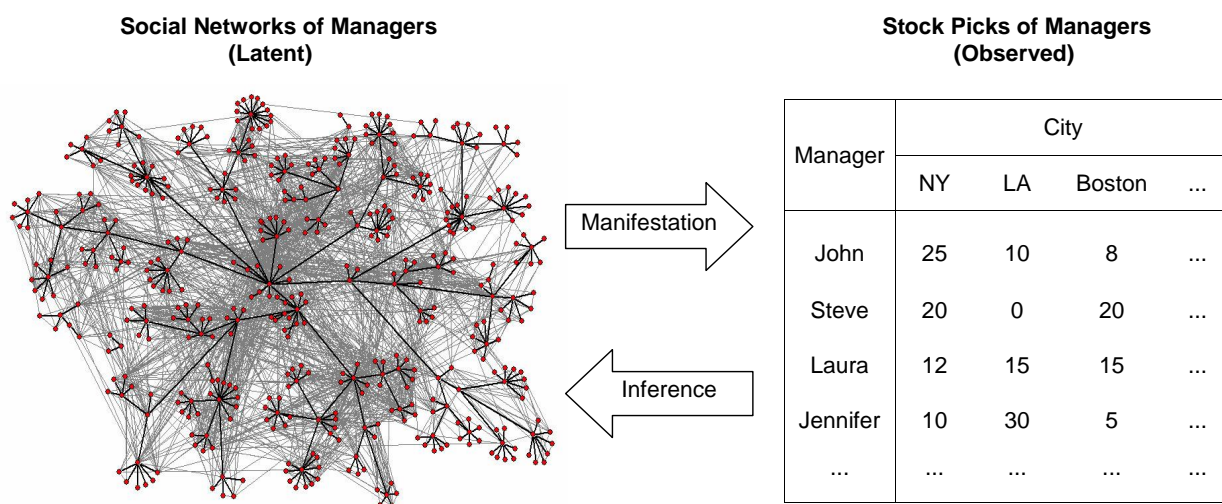 Social Networks of Managers
(Latent)
Stock Picks of Managers
(Observed)
Manifestation
Inference
Manager
City
NY LA Boston ...
John 25 10 8 ...
Steve 20 0 20 ...
Laura 12 15 15 ...
Jennifer 10 30 5 ...
... ... ... ... ...